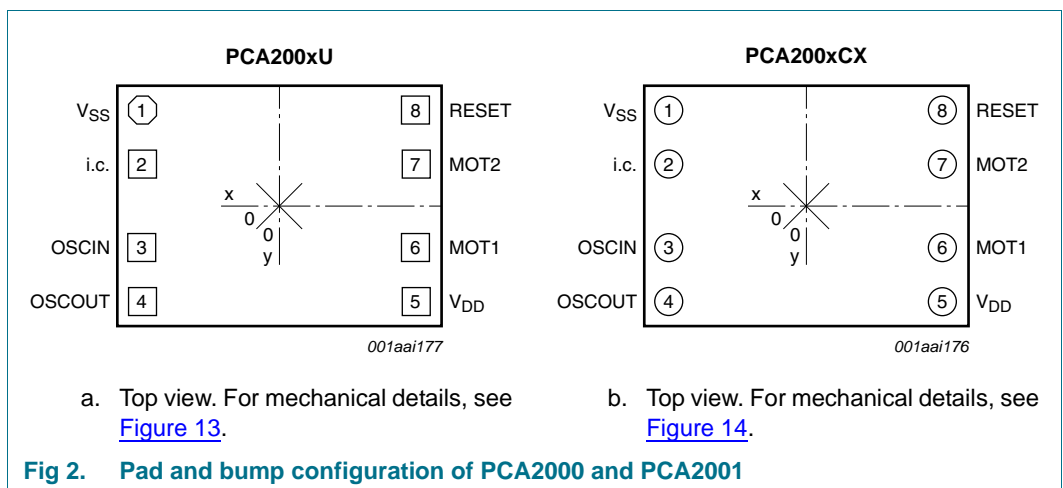 PCA200xU
VSS 1 8 RESET
i.c. 2 7 MOT2
x
0
0
y
OSCIN 3 6 MOT1
OSCOUT 4 5 VDD
001aai177
a. Top view. For mechanical details, see
Figure 13.
PCA200xCX
VSS 1 8 RESET
i.c. 2 7 MOT2
x
0
0
y
OSCIN 3 6 MOT1
OSCOUT 4 5 VDD
001aai176
b. Top view. For mechanical details, see
Figure 14.
Fig 2. Pad and bump configuration of PCA2000 and PCA2001